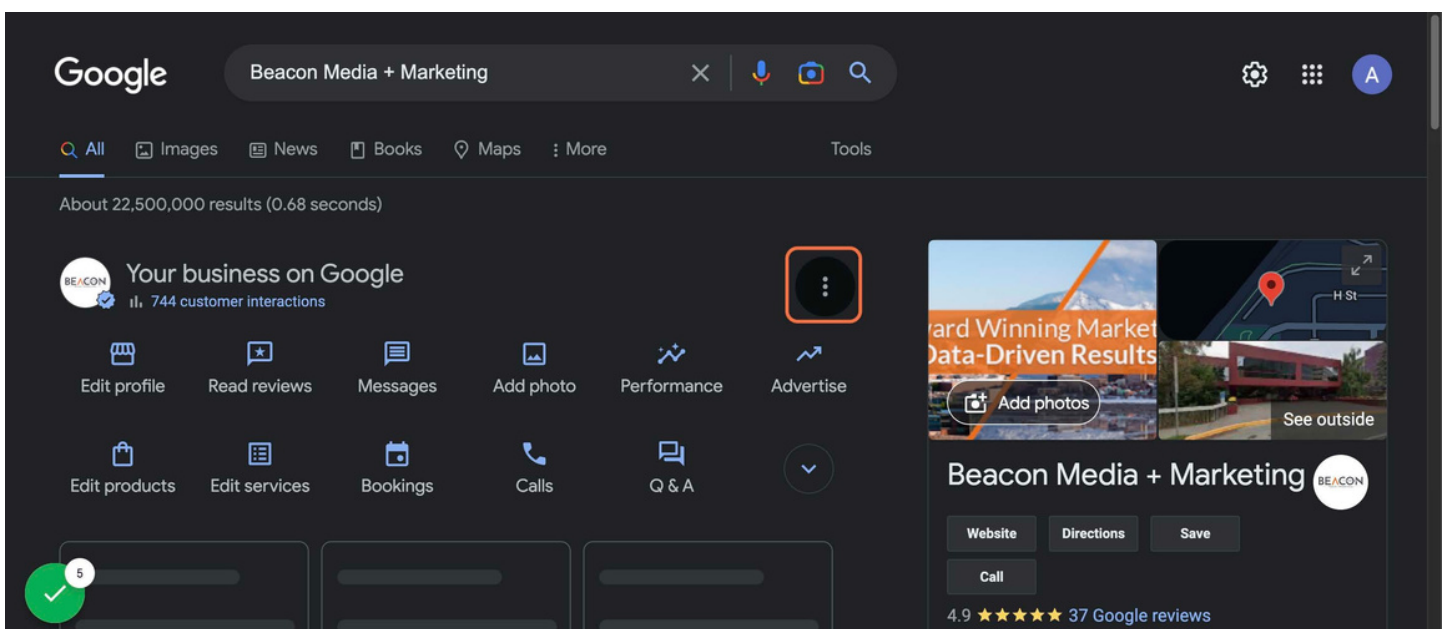 Google
Beacon Media + Marketing
A
All Images News Books Maps More Tools
About 22,500,000 results (0.68 seconds)
BEACON
Your business on Google
744 customer interactions
Edit profile Read reviews Messages Add photo Performance Advertise
Edit products Edit services Bookings Calls Q & A
5
H St
ard Winning Market
Data-Driven Results
Add photos
See outside
Beacon Media + Marketing
BEACON
Website Directions Save
Call
4.9 37 Google reviews